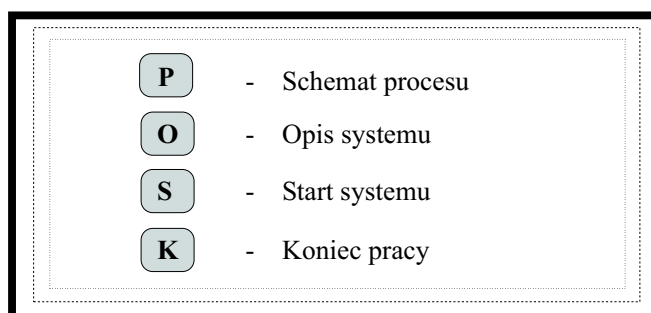 P - Schemat procesu
O - Opis systemu
S - Start systemu
K - Koniec pracy